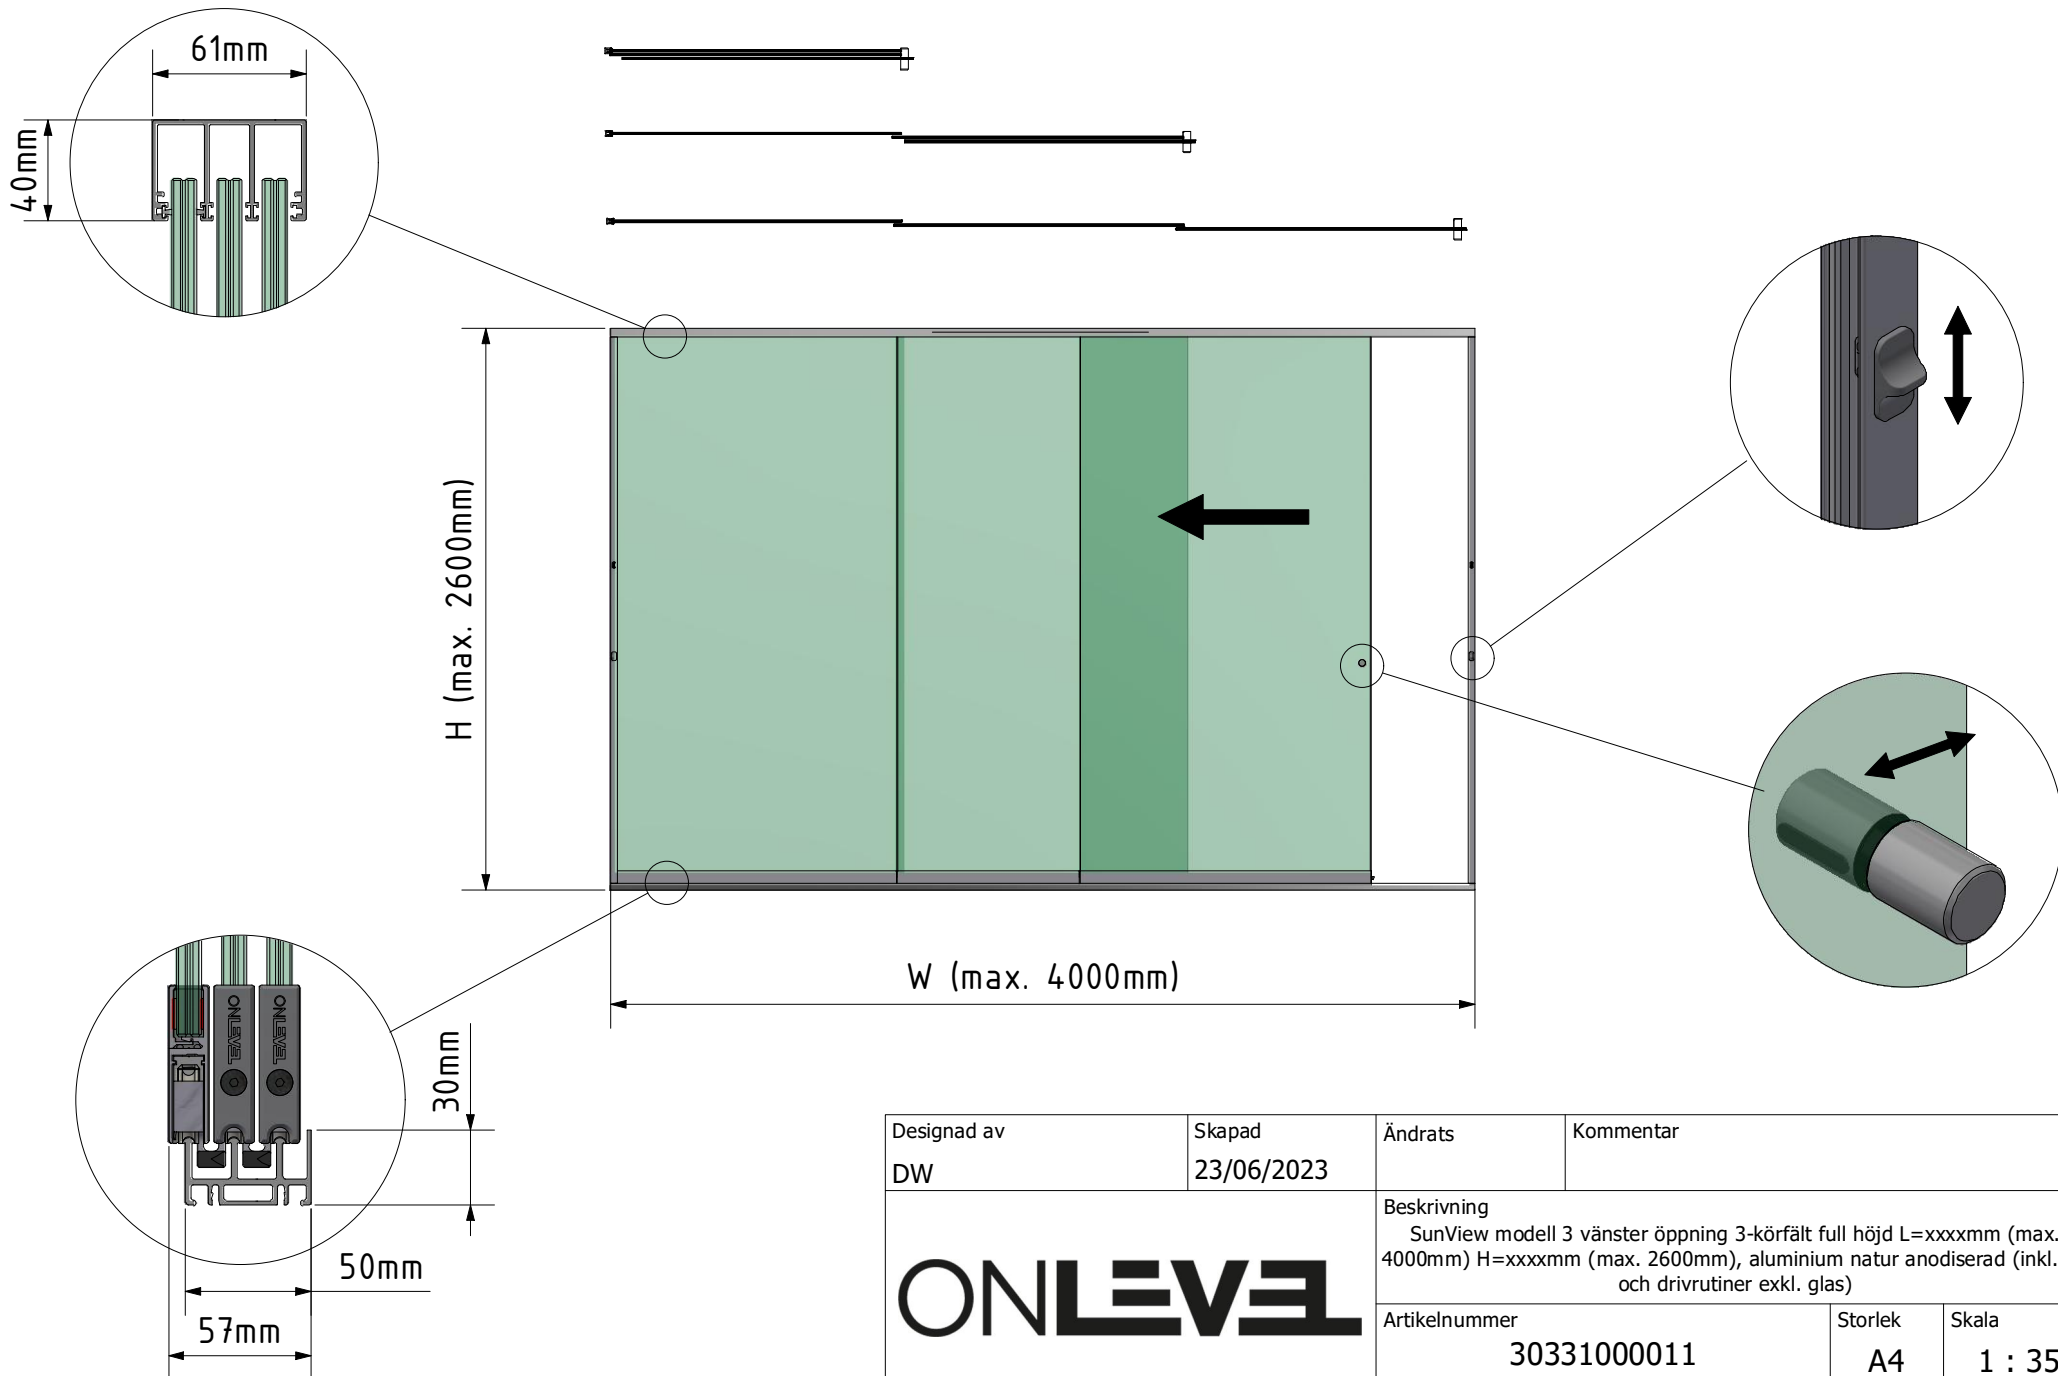 61mm
40mm
H (max. 2600mm)
W (max. 4000mm)
ONLEVEL
ONLEVEL
30mm
50mm
57mm
Designad av
DW
Skapad
23/06/2023
Ändrats
Kommentar
ONLEVEL
Beskrivning
SunView modell 3 vänster öppning 3-körfält full höjd L=xxxxmm (max.
4000mm) H=xxxxmm (max. 2600mm), aluminium natur anodiserad (inkl.
och drivrutiner exkl. glas)
Artikelnummer
30331000011
Storlek
A4
Skala
1 : 35